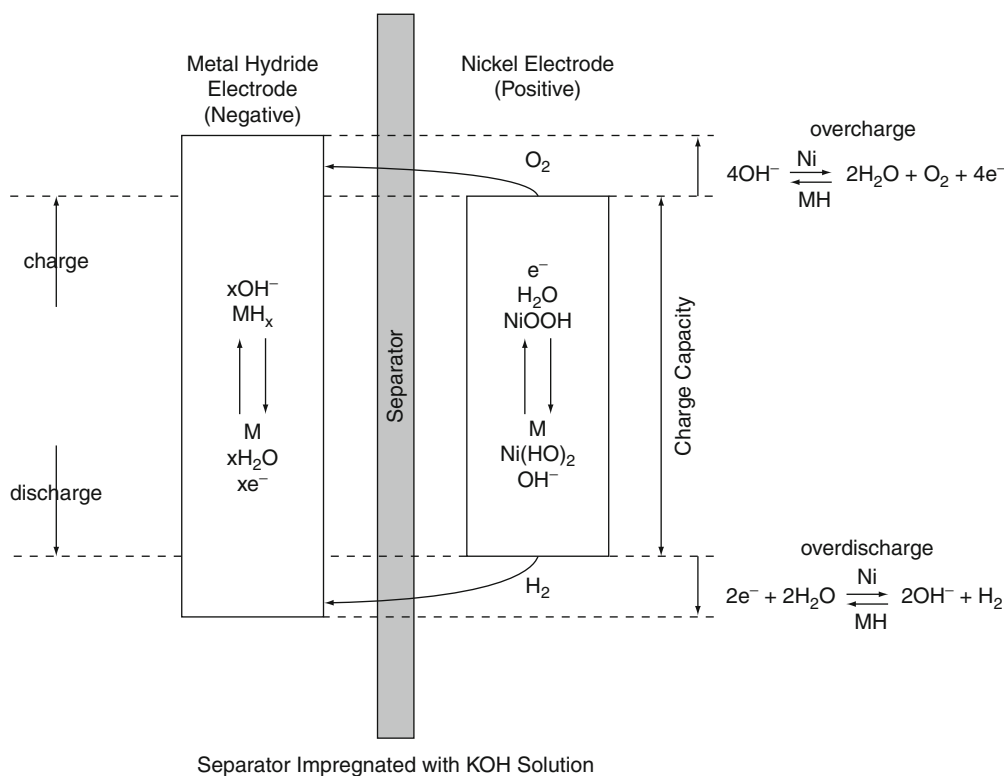 Metal Hydride
Electrode
(Negative)
Nickel Electrode
(Positive)
overcharge
4OH⁻ Ni 2H₂O + O₂ + 4e⁻
MH
O₂
charge
xOH⁻
MHₓ
M
xH₂O
xe⁻
discharge
Separator
e⁻
H₂O
NiOOH
M
Ni(HO)₂
OH⁻
Charge Capacity
H₂
overdischarge
2e⁻ + 2H₂O Ni 2OH⁻ + H₂
MH
Separator Impregnated with KOH Solution